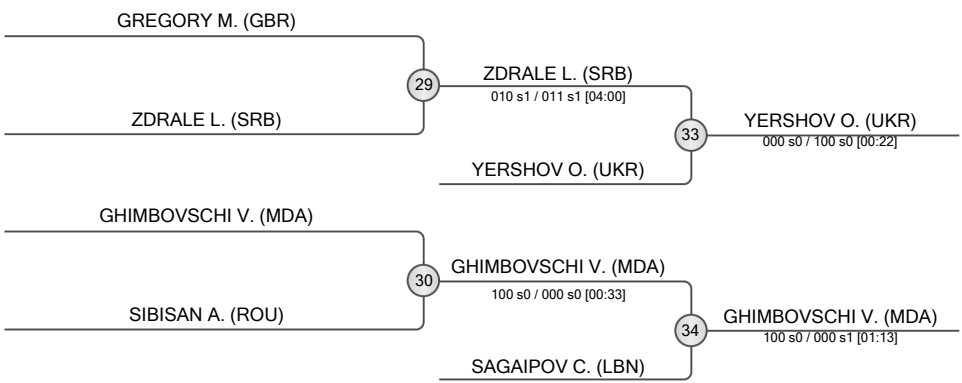 GREGORY M. (GBR)
29
ZDRALE L. (SRB)
010 s1 / 011 s1 [04:00]
ZDRALE L. (SRB)
33
YERSHOV O. (UKR)
000 s0 / 100 s0 [00:22]
YERSHOV O. (UKR)
GHIMBOVSCHI V. (MDA)
30
GHIMBOVSCHI V. (MDA)
100 s0 / 000 s0 [00:33]
SIBISAN A. (ROU)
34
GHIMBOVSCHI V. (MDA)
100 s0 / 000 s1 [01:13]
SAGAIPOV C. (LBN)